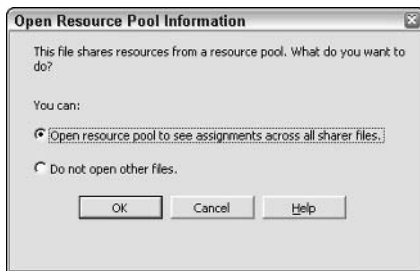 Open Resource Pool Information
This file shares resources from a resource pool. What do you want to
do?
You can:
Open resource pool to see assignments across all sharer files.
Do not open other files.
OK
Cancel
Help